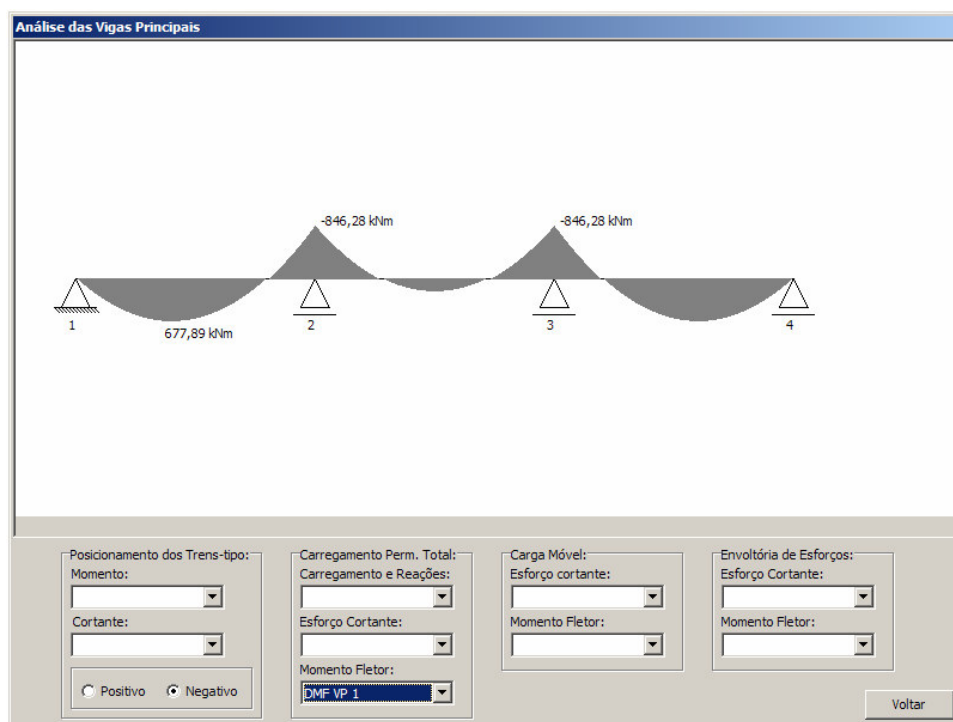 Análise das Vigas Principais
-846,28 kNm
-846,28 kNm
1
2
3
4
677,89 kNm
Posicionamento dos Trens-tipo:
Momento:
Cortante:
Positivo
Negativo
Carregamento Perm. Total:
Carregamento e Reações:
Esforço Cortante:
Momento Fletor:
DMF VP 1
Carga Móvel:
Esforço cortante:
Momento Fletor:
Envoltória de Esforços:
Esforço Cortante:
Momento Fletor:
Voltar